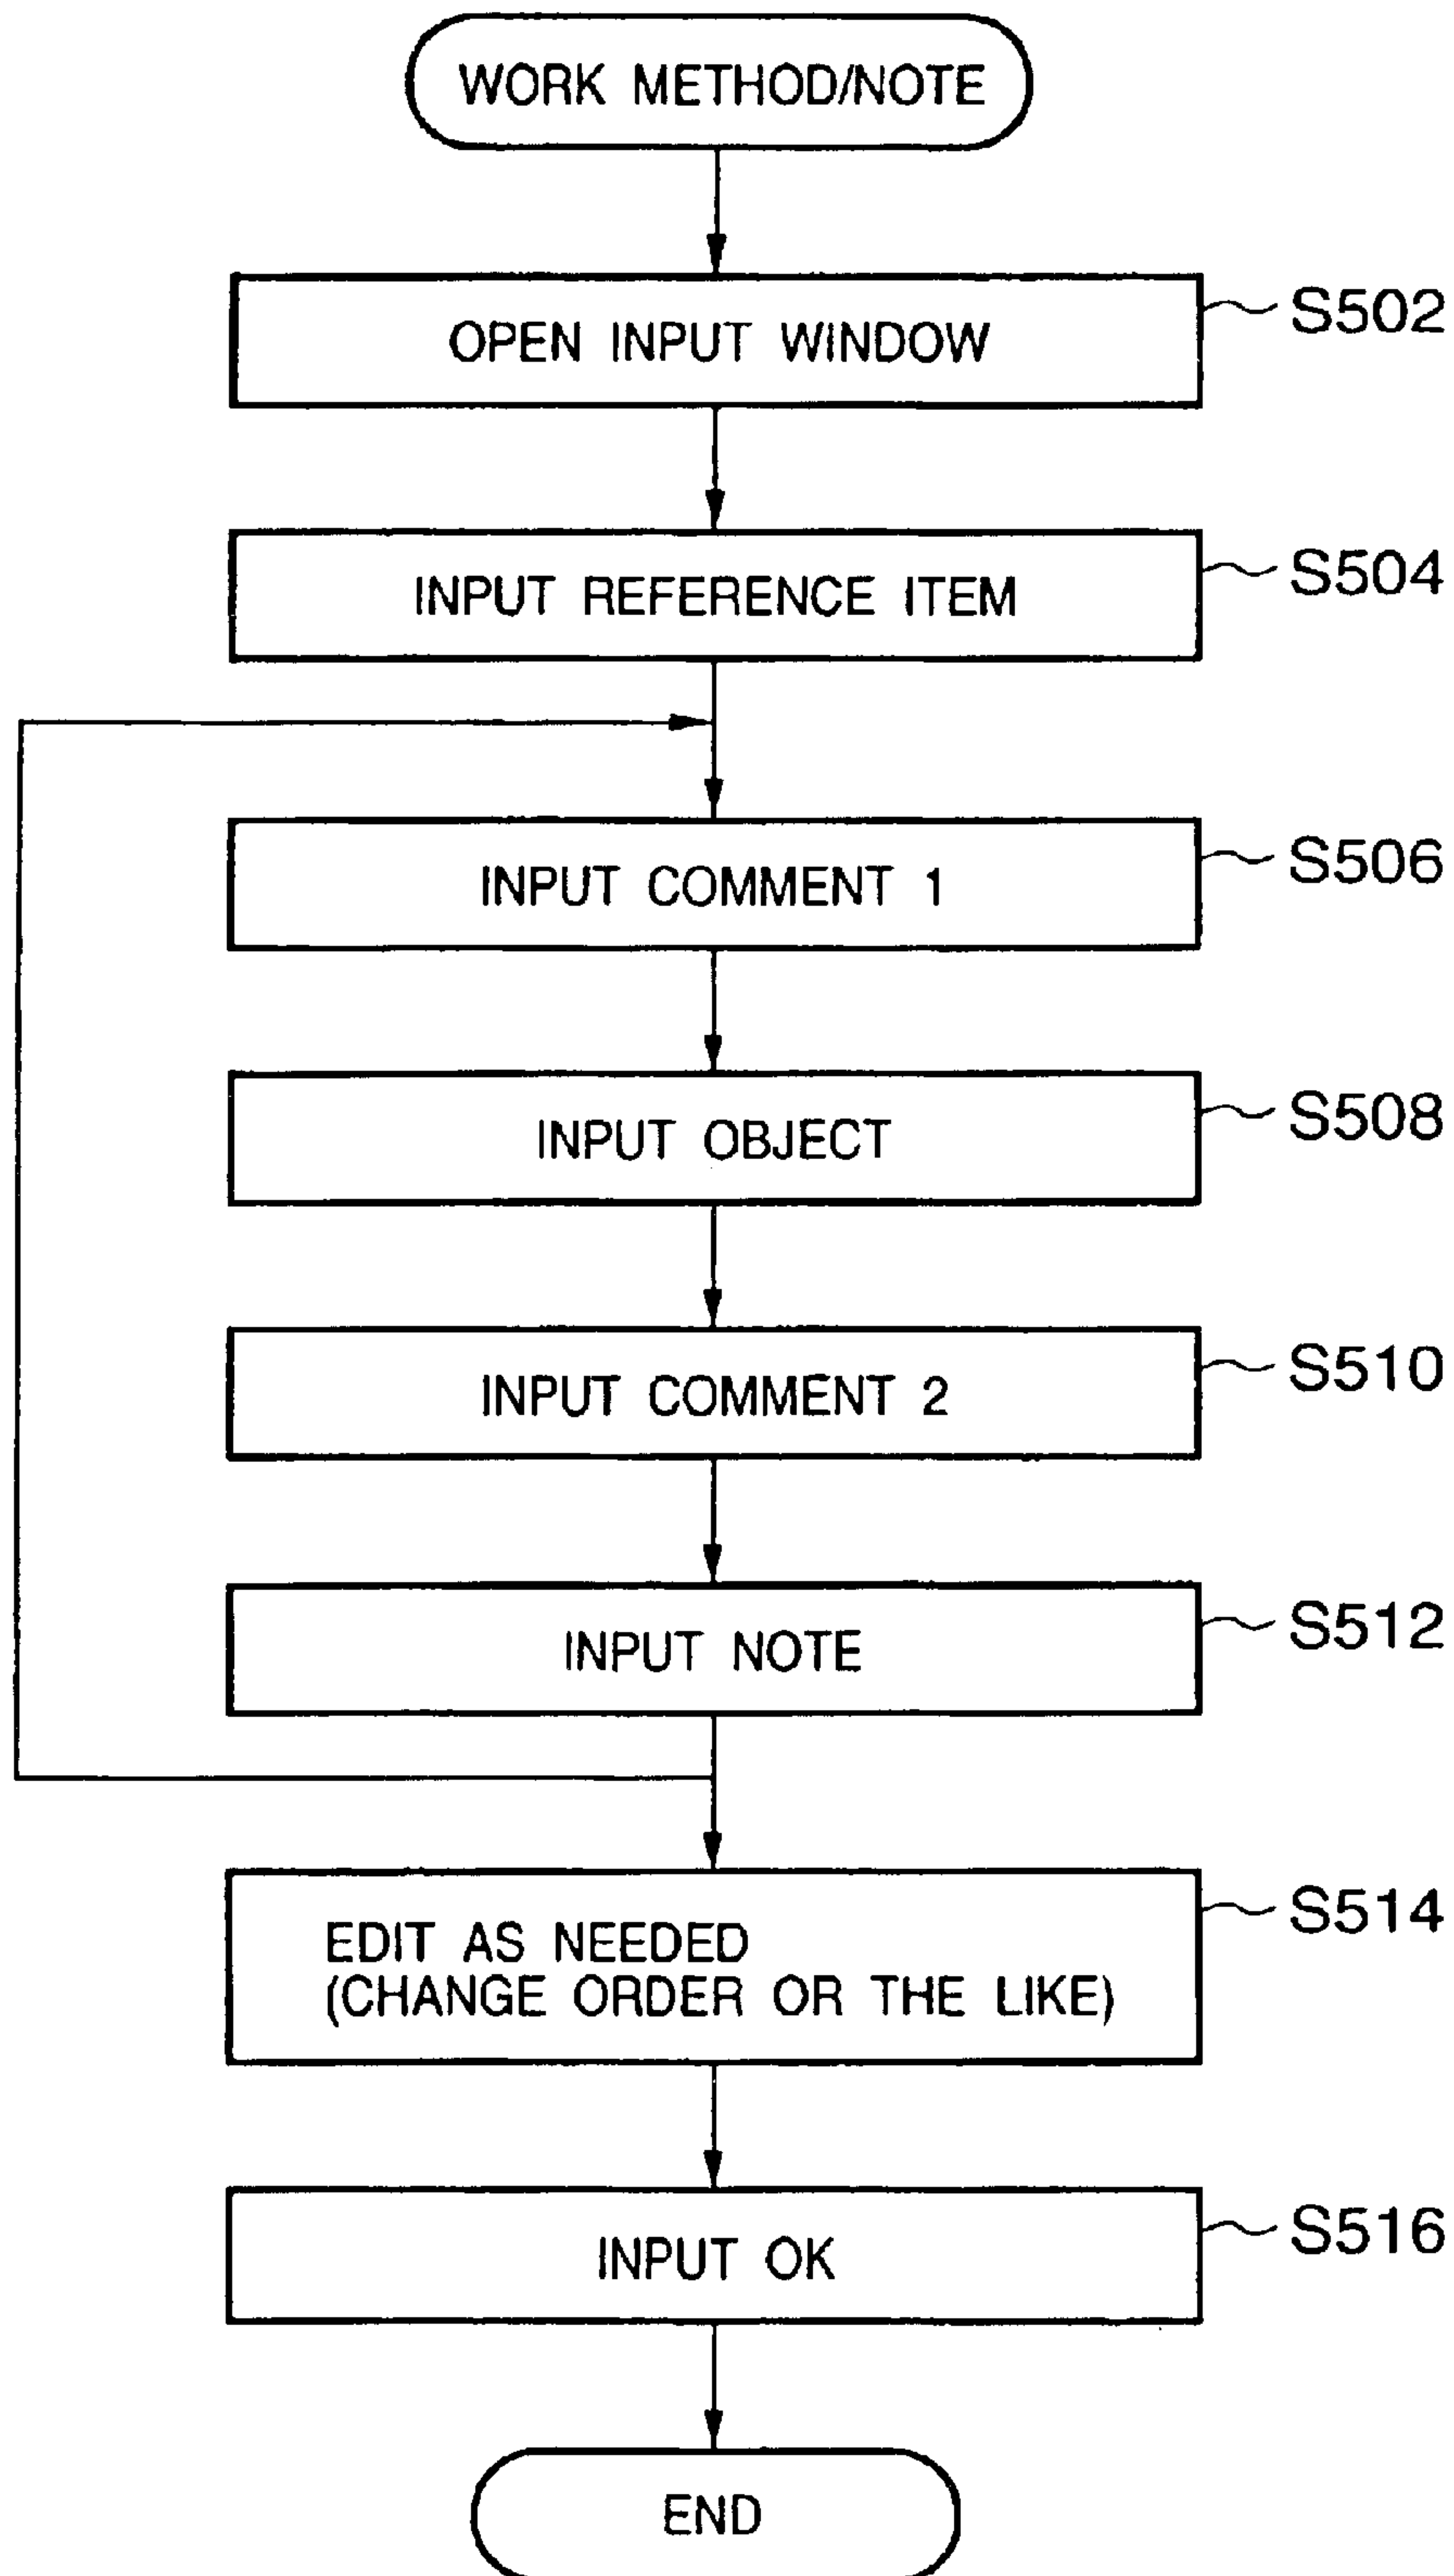 WORK METHOD/NOTE
OPEN INPUT WINDOW
S502
INPUT REFERENCE ITEM
S504
INPUT COMMENT 1
S506
INPUT OBJECT
S508
INPUT COMMENT 2
S510
INPUT NOTE
S512
EDIT AS NEEDED
(CHANGE ORDER OR THE LIKE)
S514
INPUT OK
S516
END